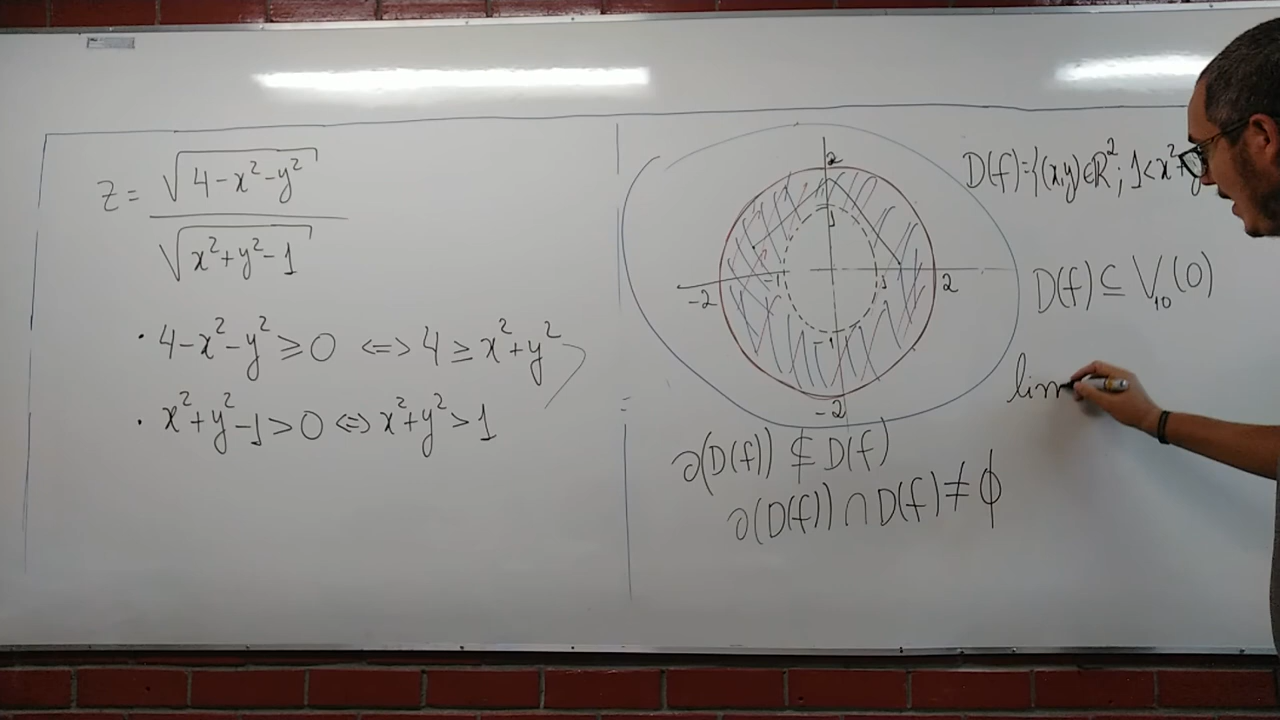 z = √(4-x²-y²) / √(x²+y²-1)
· 4-x²-y² ≥ 0 <=> 4 ≥ x²+y²
· x²+y²-1 > 0 <=> x²+y² > 1
2
1
-2 -1 1 2
-1
-2
D(f)={(x,y)∈R²; 1<x²+y
D(f) ⊆ V₁₀(0)
lim
∂(D(f)) ⊈ D(f)
∂(D(f)) ∩ D(f) ≠ ϕ